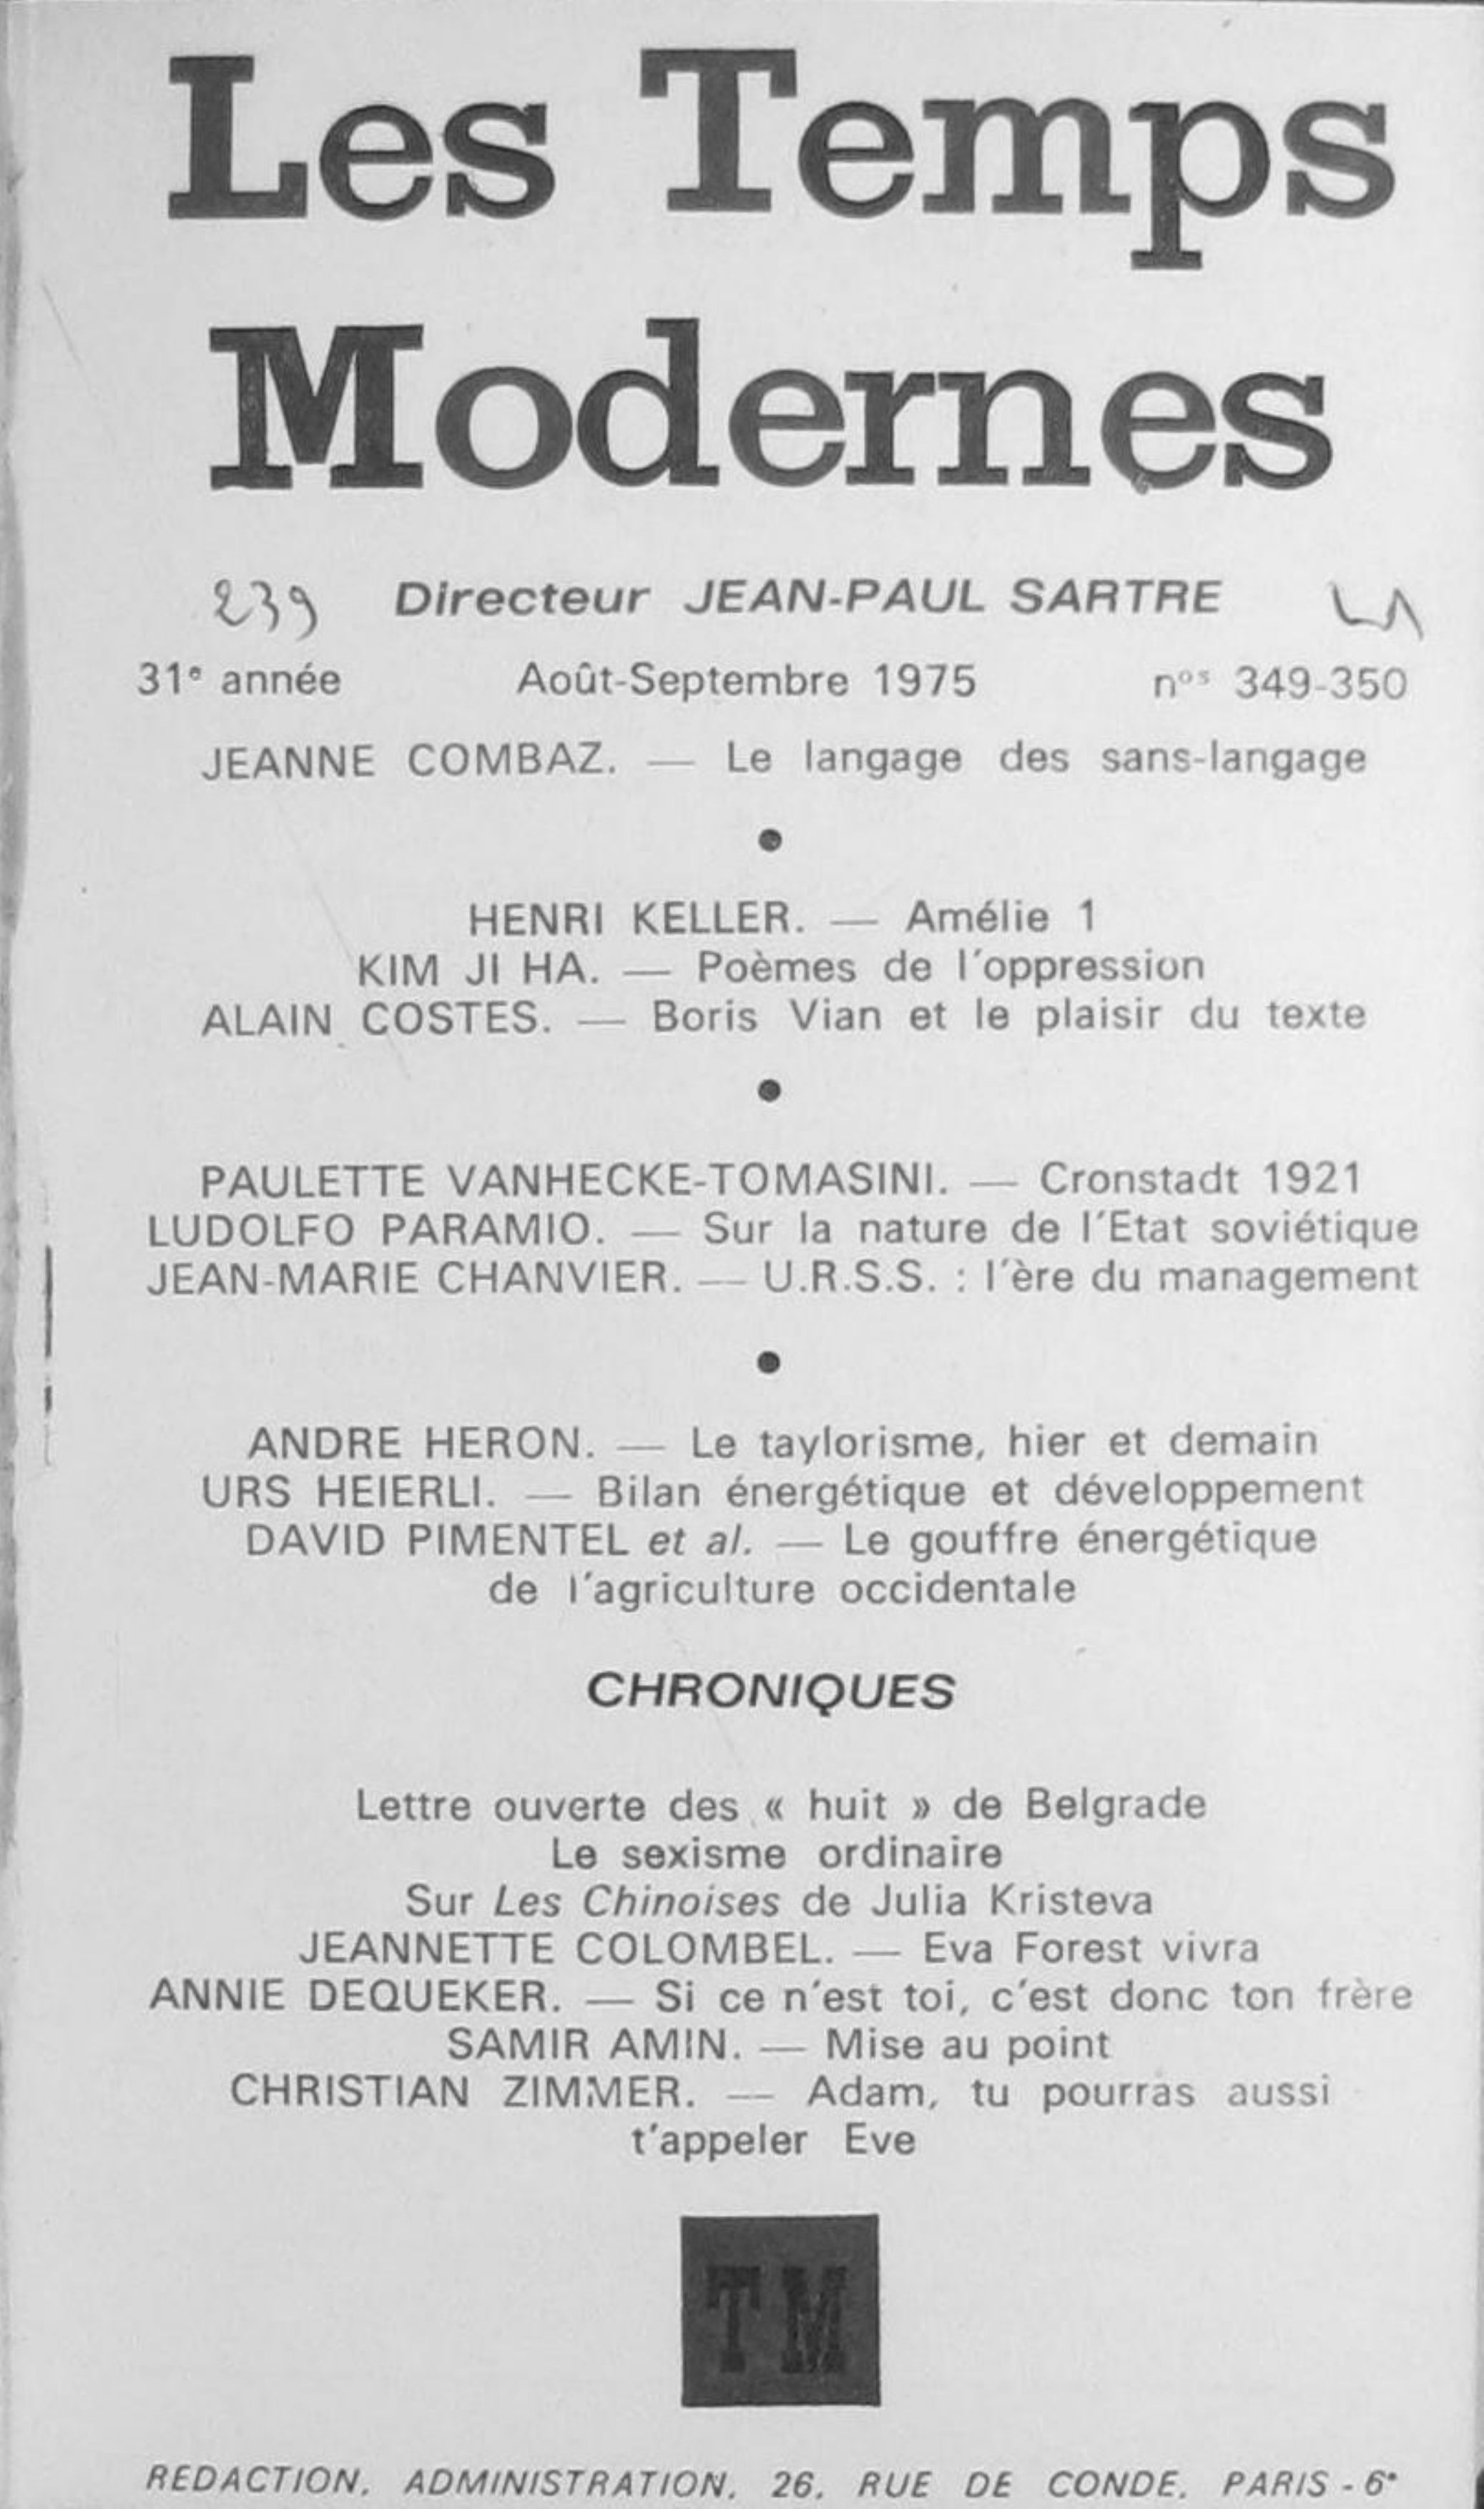 Les Temps
Modernes
239 Directeur JEAN-PAUL SARTRE
31e année Août-Septembre 1975 nos 349-350
JEANNE COMBAZ. — Le langage des sans-langage
•
HENRI KELLER. — Amélie 1
KIM JI HA. — Poèmes de l'oppression
ALAIN COSTES. — Boris Vian et le plaisir du texte
•
PAULETTE VANHECKE-TOMASINI. — Cronstadt 1921
LUDOLFO PARAMIO. — Sur la nature de l'Etat soviétique
JEAN-MARIE CHANVIER. — U.R.S.S. : l'ère du management
•
ANDRE HERON. — Le taylorisme, hier et demain
URS HEIERLI. — Bilan énergétique et développement
DAVID PIMENTEL et al. — Le gouffre énergétique
de l'agriculture occidentale
CHRONIQUES
Lettre ouverte des « huit » de Belgrade
Le sexisme ordinaire
Sur Les Chinoises de Julia Kristeva
JEANNETTE COLOMBEL. — Eva Forest vivra
ANNIE DEQUEKER. — Si ce n'est toi, c'est donc ton frère
SAMIR AMIN. — Mise au point
CHRISTIAN ZIMMER. — Adam, tu pourras aussi
t'appeler Eve
TM
REDACTION, ADMINISTRATION, 26, RUE DE CONDE, PARIS - 6e